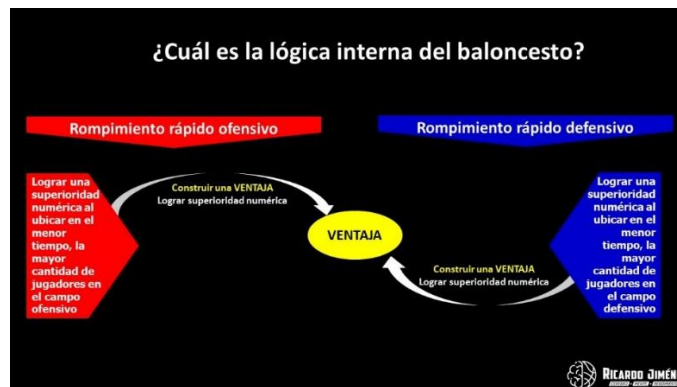 ¿Cuál es la lógica interna del baloncesto?
Rompimiento rápido ofensivo
Rompimiento rápido defensivo
Lograr una
superioridad
numérica al
ubicar en el
menor
tiempo, la
mayor
cantidad de
jugadores en
el campo
ofensivo
Construir una VENTAJA
Lograr superioridad numérica
VENTAJA
Construir una VENTAJA
Lograr superioridad numérica
Lograr una
superioridad
numérica al
ubicar en el
menor
tiempo, la
mayor
cantidad de
jugadores en
el campo
defensivo
RICARDO JIMÉN